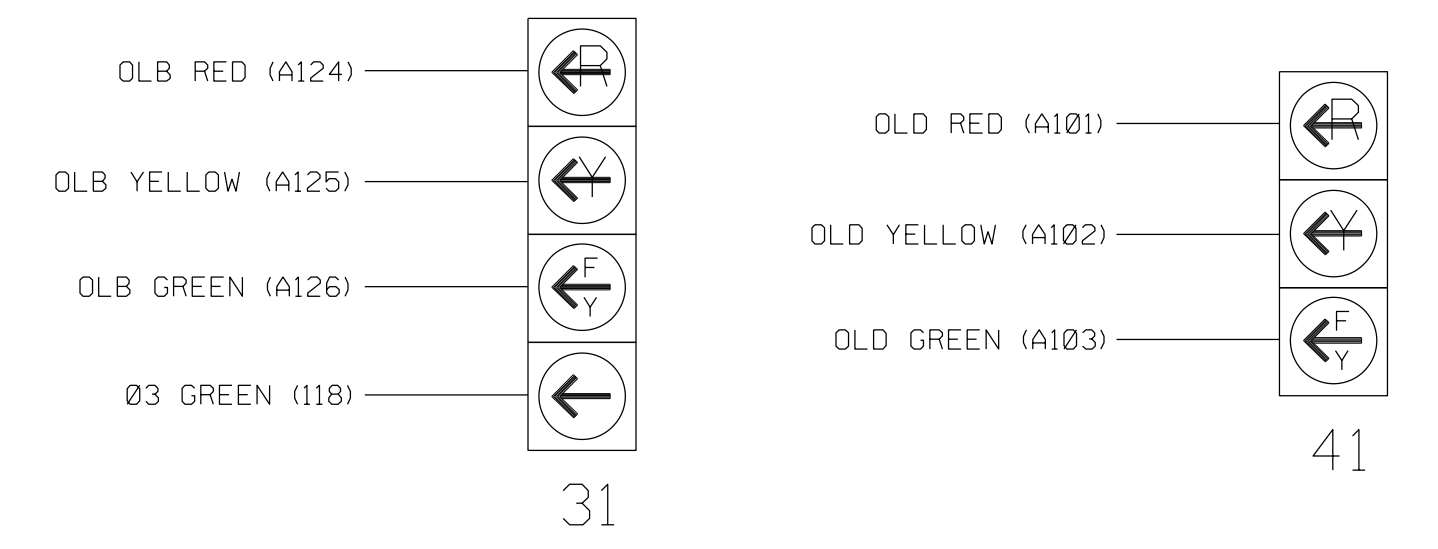 OLB RED (A124)
R
OLB YELLOW (A125)
Y
OLB GREEN (A126)
F
Y
Ø3 GREEN (118)
31
OLD RED (A1Ø1)
R
OLD YELLOW (A1Ø2)
Y
OLD GREEN (A1Ø3)
F
Y
41